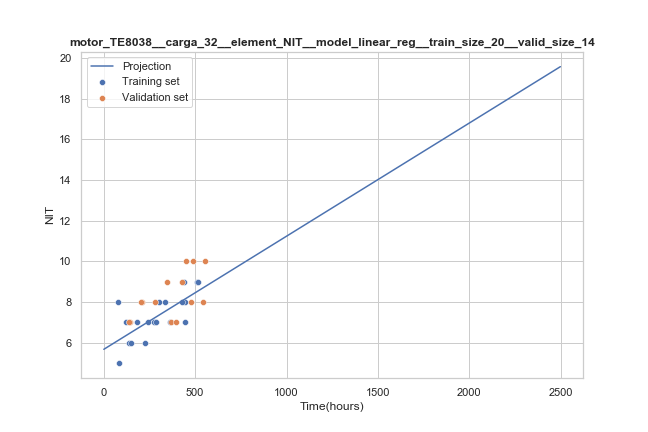 motor_TE8038__carga_32__element_NIT__model_linear_reg__train_size_20__valid_size_14
Projection
Training set
Validation set
20
18
16
14
12
10
8
6
NIT
0 500 1000 1500 2000 2500
Time(hours)